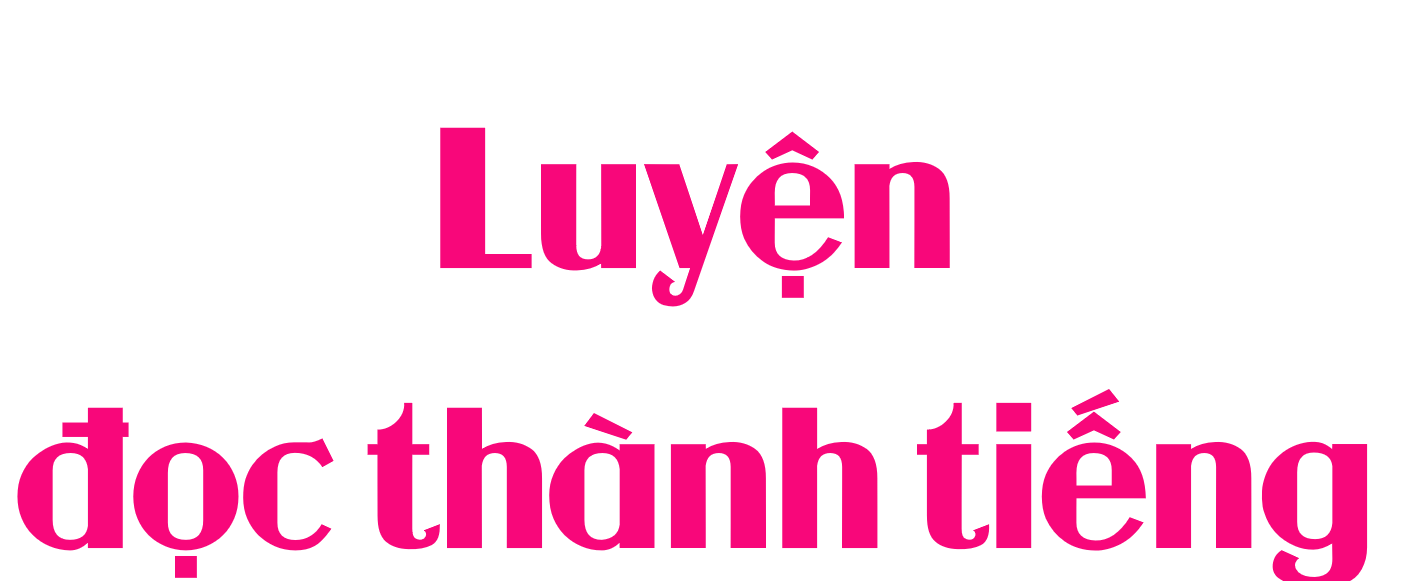 Luyện
đọc thành tiếng